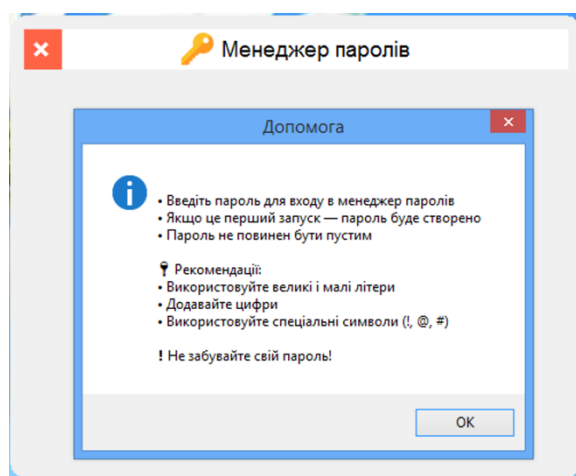 Менеджер паролів
Допомога
• Введіть пароль для входу в менеджер паролів
• Якщо це перший запуск — пароль буде створено
• Пароль не повинен бути пустим
Рекомендації:
• Використовуйте великі і малі літери
• Додавайте цифри
• Використовуйте спеціальні символи (!, @, #)
! Не забувайте свій пароль!
OK